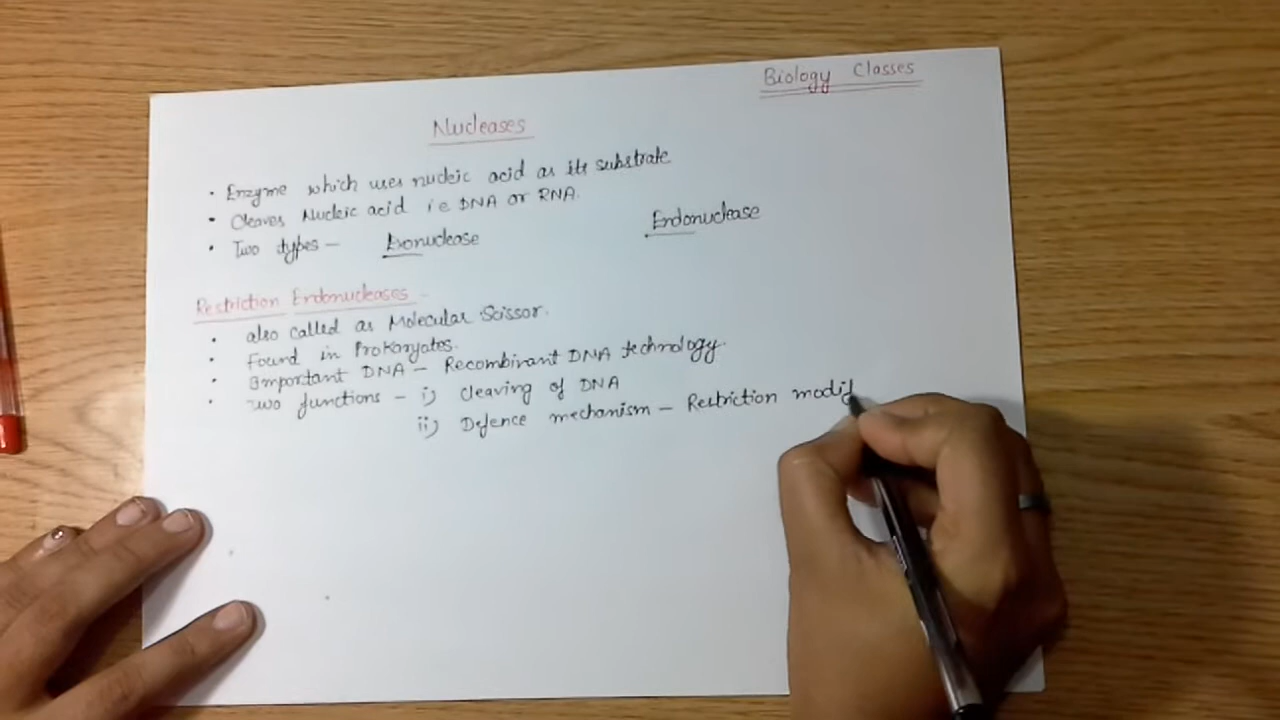 Biology Classes
Nucleases
• Enzyme which uses nucleic acid as its substrate
• Cleaves Nucleic acid i.e DNA or RNA.
• Two types – Exonuclease Endonuclease
Restriction Endonucleases –
• also called as Molecular Scissor.
• Found in Prokaryates.
• Important DNA – Recombinant DNA technology.
• Two functions – i) Cleaving of DNA
ii) Defence mechanism – Restriction modif